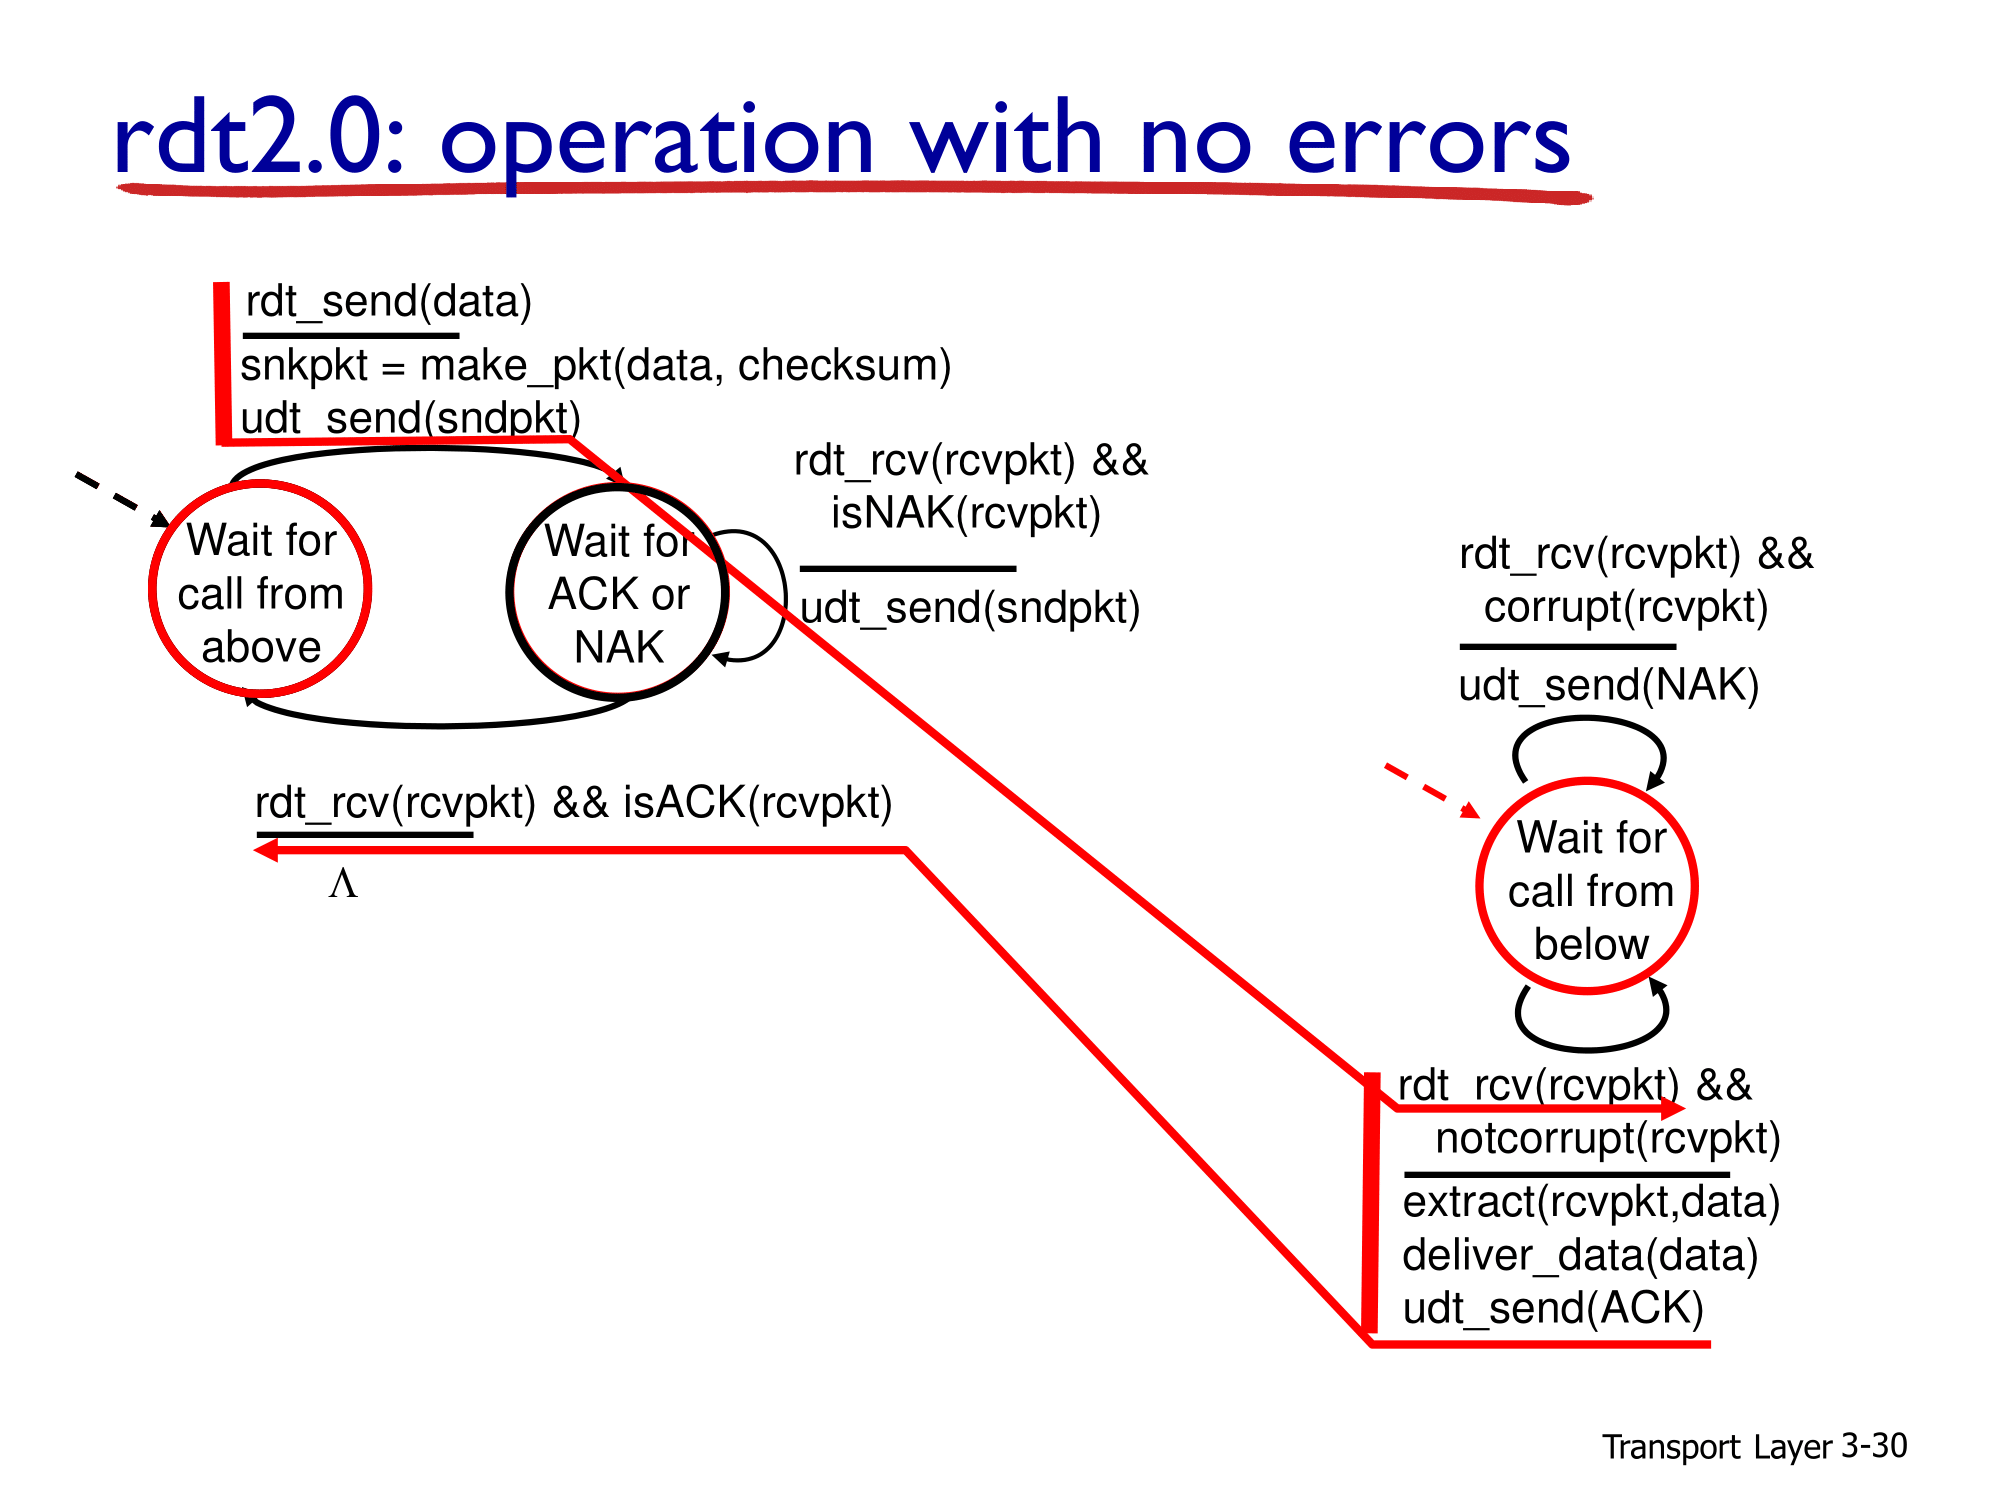 rdt2.0: operation with no errors
rdt_send(data)
snkpkt = make_pkt(data, checksum)
udt_send(sndpkt)
rdt_rcv(rcvpkt) &&
isNAK(rcvpkt)
udt_send(sndpkt)
Wait for
call from
above
Wait for
ACK or
NAK
rdt_rcv(rcvpkt) && isACK(rcvpkt)
Λ
rdt_rcv(rcvpkt) &&
corrupt(rcvpkt)
udt_send(NAK)
Wait for
call from
below
rdt_rcv(rcvpkt) &&
notcorrupt(rcvpkt)
extract(rcvpkt,data)
deliver_data(data)
udt_send(ACK)
Transport Layer 3-30